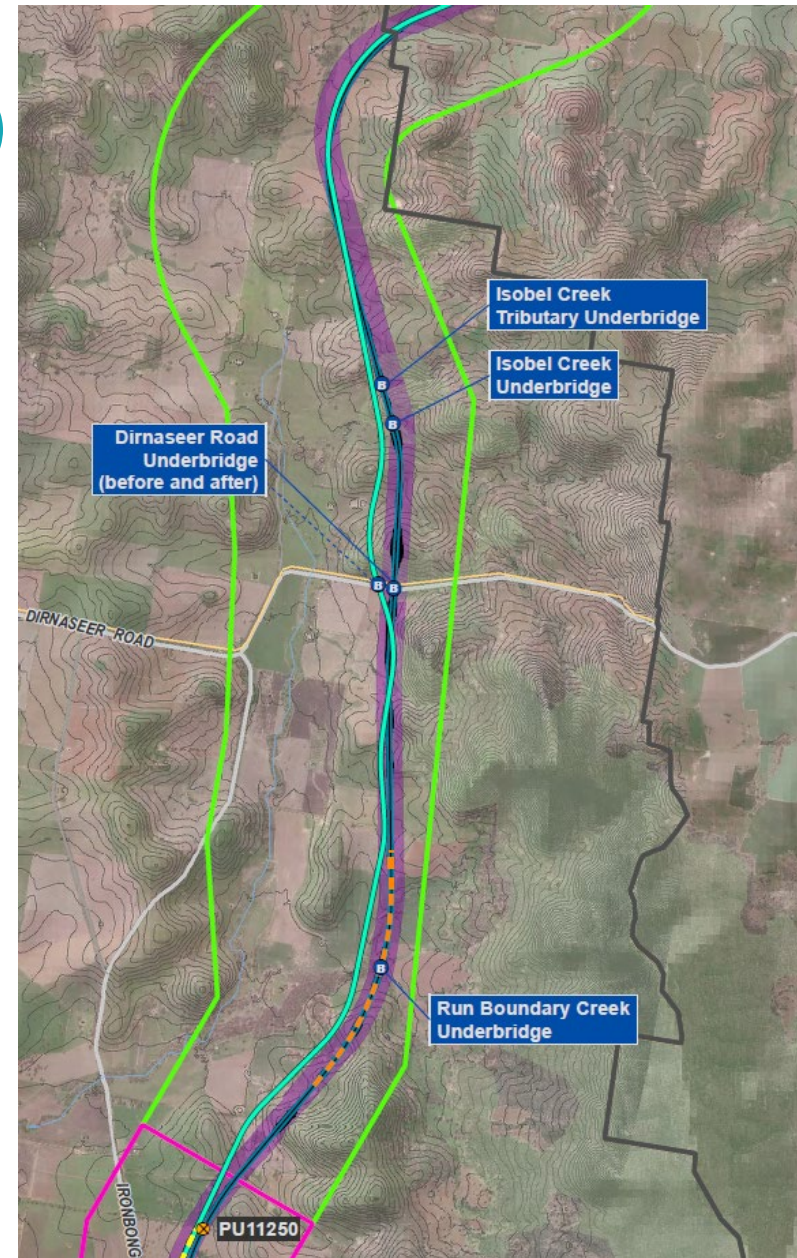 Isobel Creek
Tributary Underbridge
Isobel Creek
Underbridge
Dirnaseer Road
Underbridge
(before and after)
B
B
B
B
DIRNASEER ROAD
B
Run Boundary Creek
Underbridge
IRONBONG
PU11250